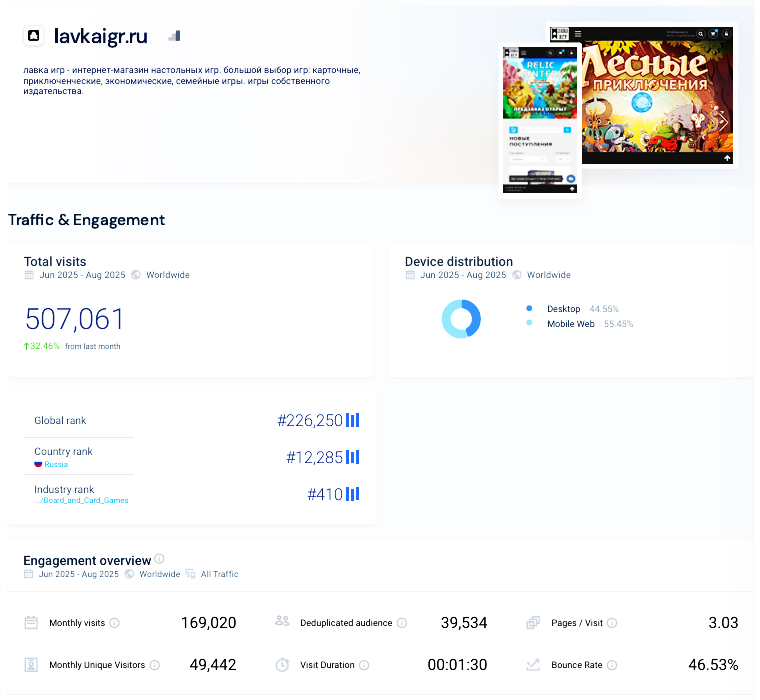 lavkaigr.ru
лавка игр - интернет-магазин настольных игр. большой выбор игр: карточные,
приключенческие, экономические, семейные игры. игры собственного
издательства.
ЛАВКА
ИГР
Лесные
ПРИКЛЮЧЕНИЯ
RELIC
ПРЕДЗАКАЗ ОТКРЫТ
НОВЫЕ
ПОСТУПЛЕНИЯ
Traffic & Engagement
Total visits
Jun 2025 - Aug 2025 Worldwide
507,061
32.46% from last month
Device distribution
Jun 2025 - Aug 2025 Worldwide
Desktop 44.55%
Mobile Web 55.45%
Global rank #226,250
Country rank #12,285
Russia
Industry rank #410
.../Board_and_Card_Games
Engagement overview
Jun 2025 - Aug 2025 Worldwide All Traffic
Monthly visits 169,020 Deduplicated audience 39,534 Pages / Visit 3.03
Monthly Unique Visitors 49,442 Visit Duration 00:01:30 Bounce Rate 46.53%